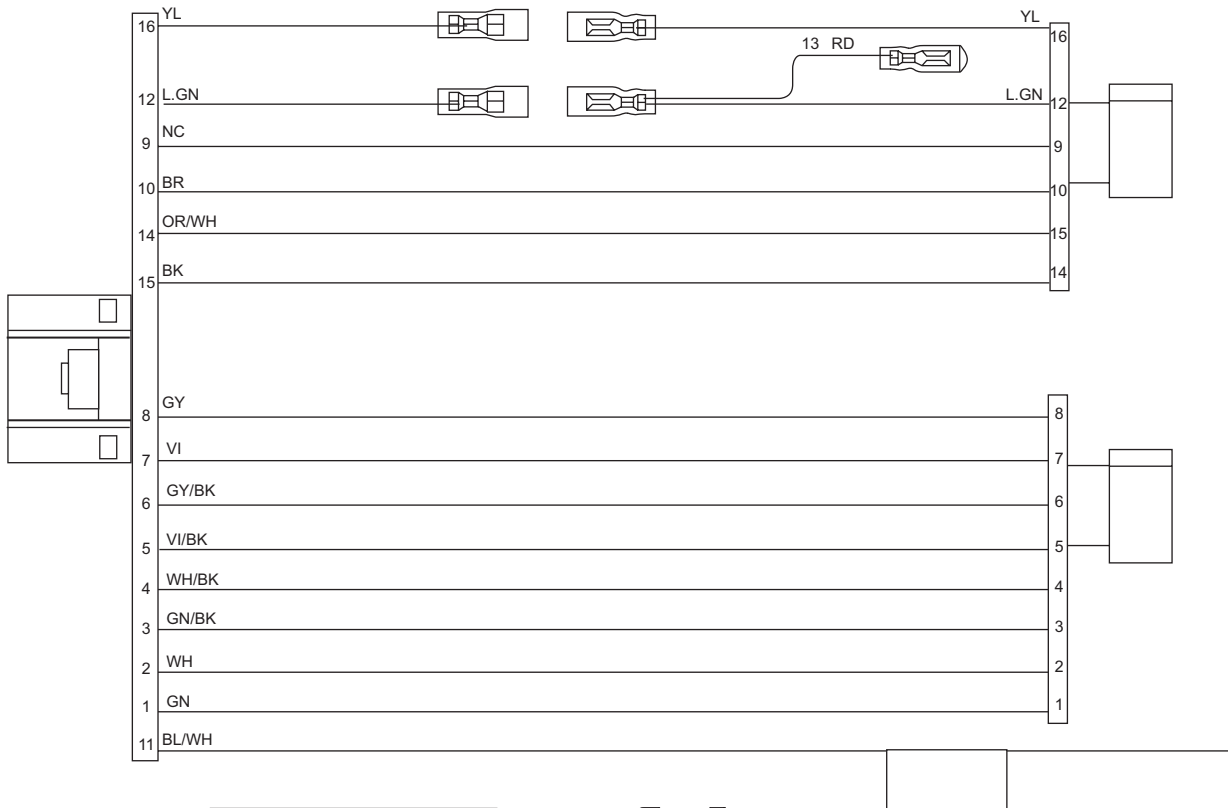 16 YL YL 16
13 RD
12 L.GN L.GN 12
9 NC 9
10 BR 10
14 OR/WH 15
15 BK 14
8 GY 8
7 VI 7
6 GY/BK 6
5 VI/BK 5
4 WH/BK 4
3 GN/BK 3
2 WH 2
1 GN 1
11 BL/WH